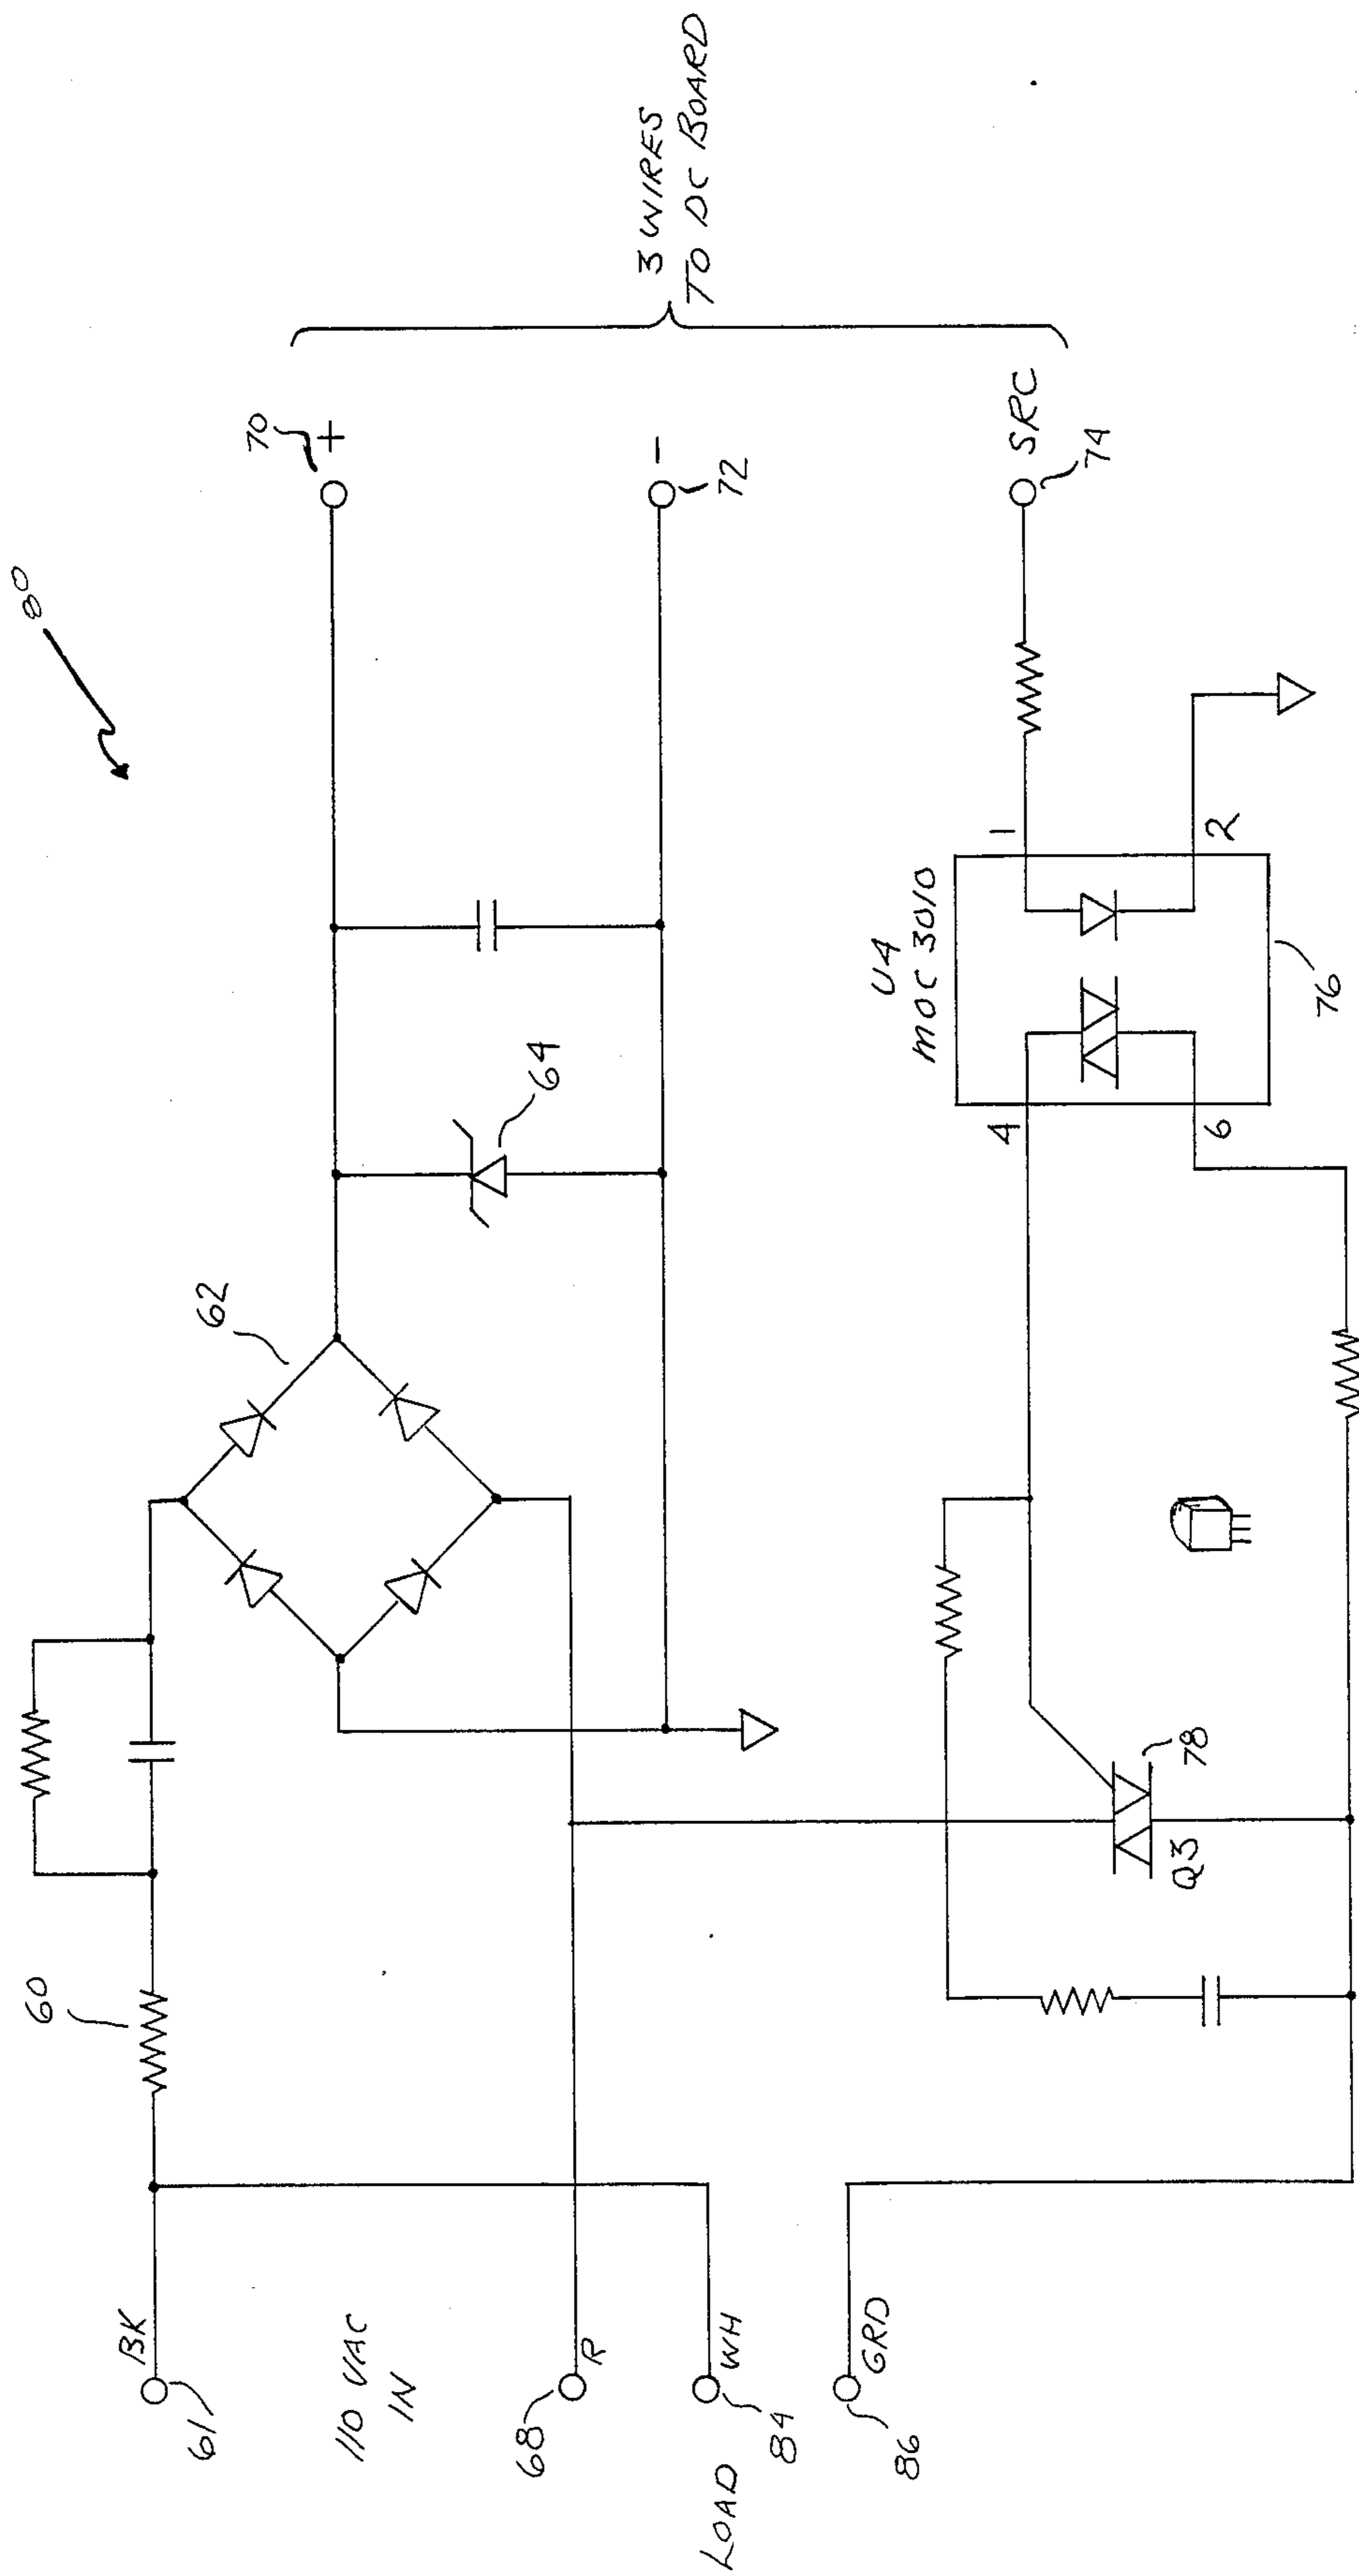 80
60
BK
61
110 VAC
IN
68
R
LOAD
WH
84
GRD
86
62
64
70
+
-
72
3 WIRES
TO DC BOARD
SRC
74
U4
MOC 3010
1
2
4
6
76
78
Q3